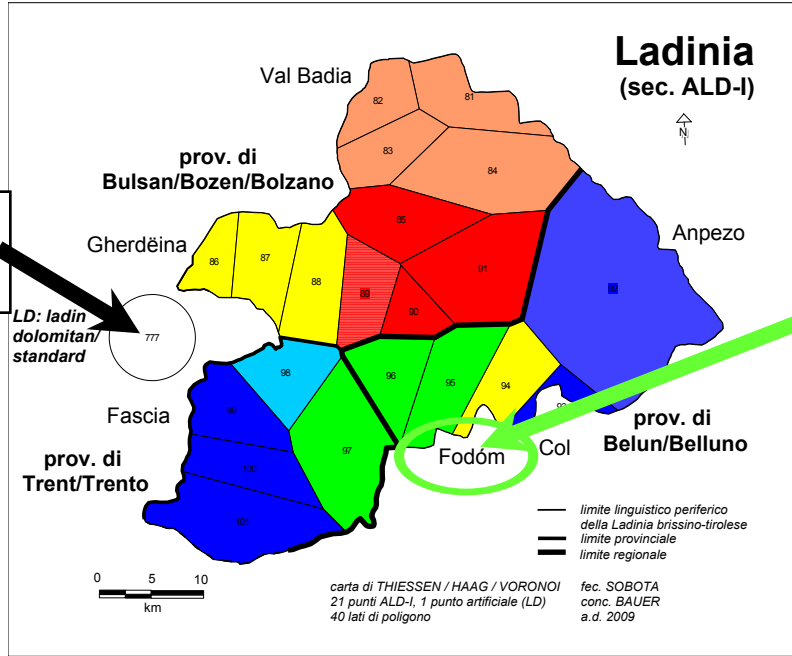 Ladinia
(sec. ALD-I)
N
Val Badia
82
81
83
84
prov. di
Bulsan/Bozen/Bolzano
85
Anpezo
Gherdëina
86
87
88
89
91
90
LD: ladin
dolomitan/
standard
777
98
96
95
94
Fascia
99
97
100
101
prov. di
Trent/Trento
Fodóm
Col
prov. di
Belun/Belluno
limite linguistico periferico
della Ladinia brissino-tirolese
limite provinciale
limite regionale
0 5 10
km
carta di THIESSEN / HAAG / VORONOI
21 punti ALD-I, 1 punto artificiale (LD)
40 lati di poligono
fec. SOBOTA
conc. BAUER
a.d. 2009